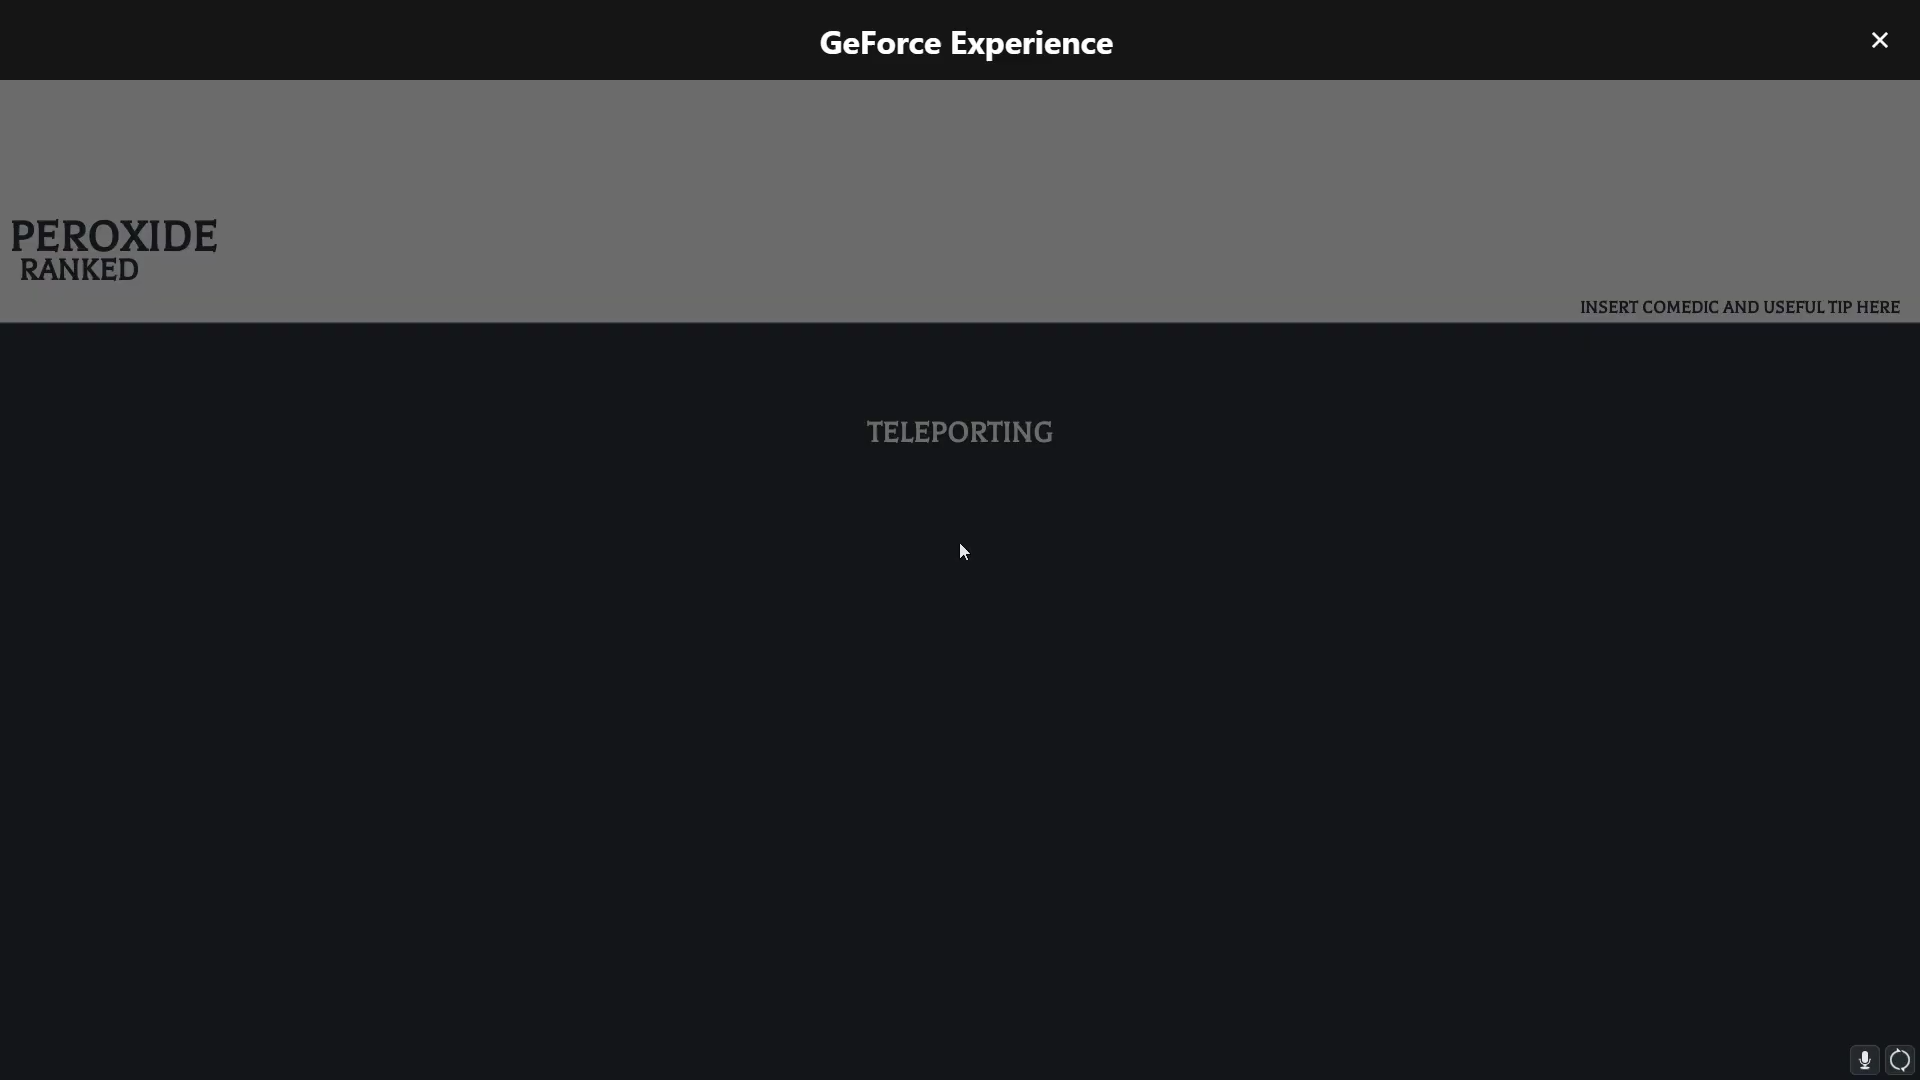 GeForce Experience
PEROXIDE
RANKED
INSERT COMEDIC AND USEFUL TIP HERE
TELEPORTING